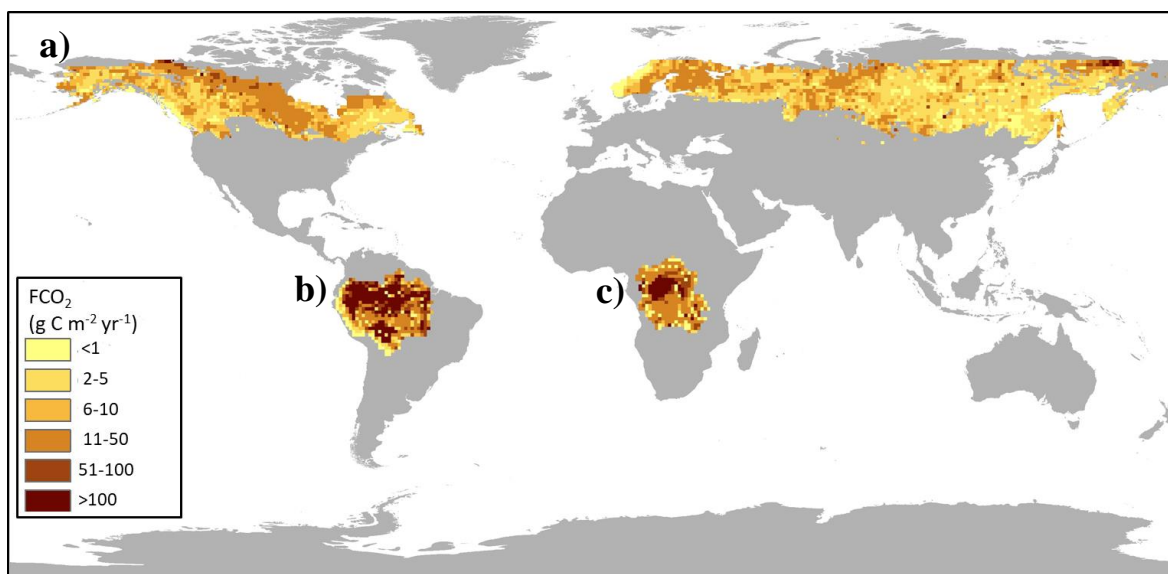 a)
b)
c)
FCO₂
(g C m⁻² yr⁻¹)
<1
2-5
6-10
11-50
51-100
>100